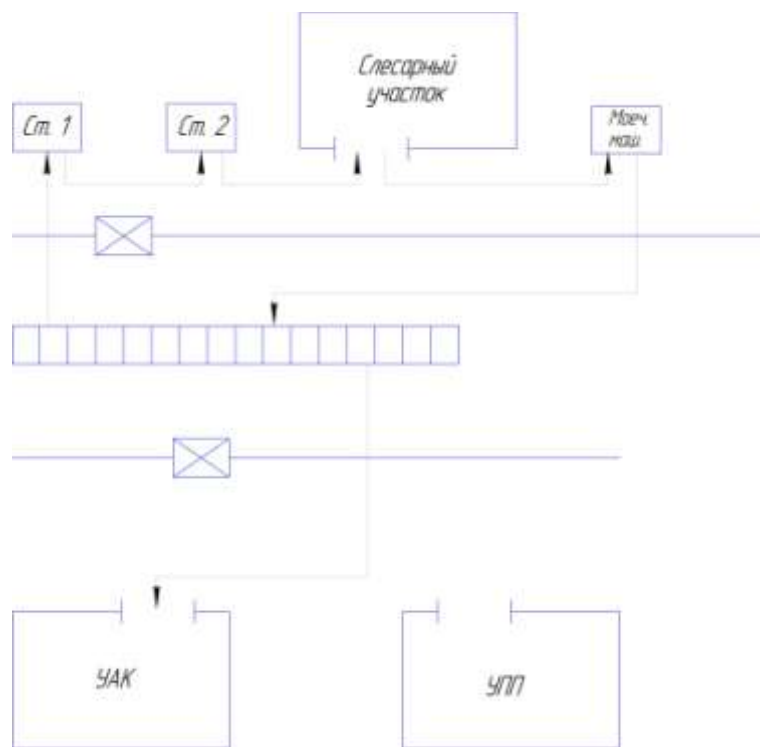 Слесарный
участок
Ст. 1
Ст. 2
Моеч.
маш.
УАК
УПП